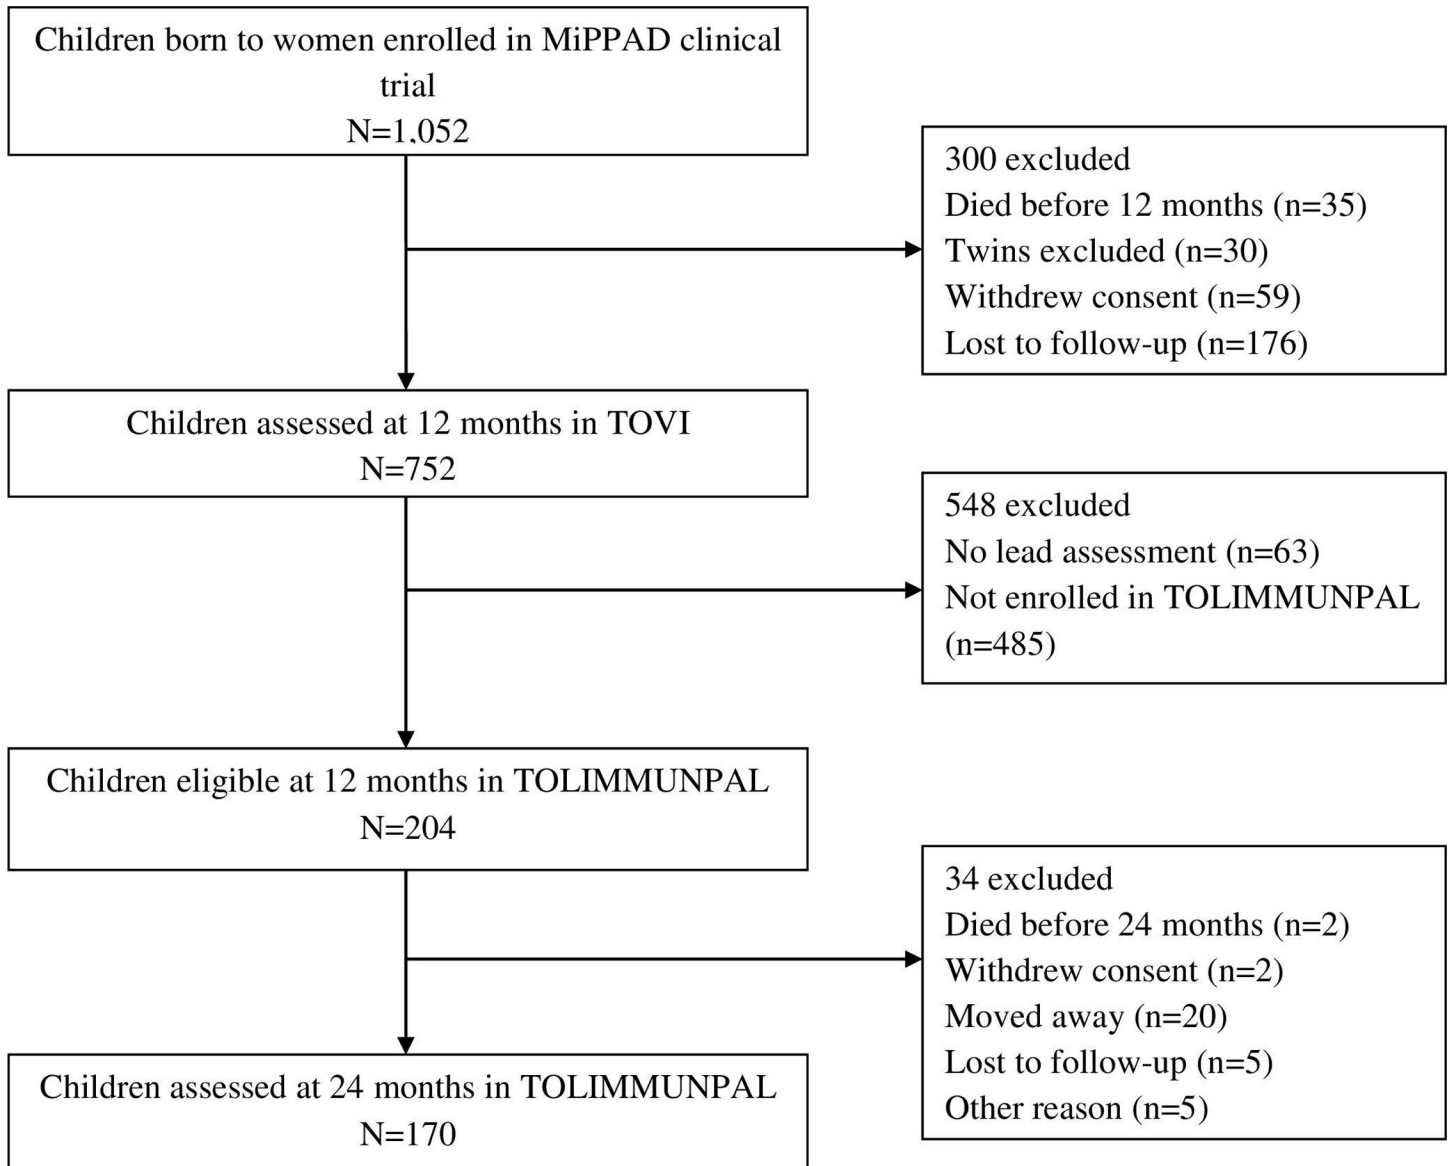 Children born to women enrolled in MiPPAD clinical
trial
N=1,052
300 excluded
Died before 12 months (n=35)
Twins excluded (n=30)
Withdrew consent (n=59)
Lost to follow-up (n=176)
Children assessed at 12 months in TOVI
N=752
548 excluded
No lead assessment (n=63)
Not enrolled in TOLIMMUNPAL
(n=485)
Children eligible at 12 months in TOLIMMUNPAL
N=204
34 excluded
Died before 24 months (n=2)
Withdrew consent (n=2)
Moved away (n=20)
Lost to follow-up (n=5)
Other reason (n=5)
Children assessed at 24 months in TOLIMMUNPAL
N=170